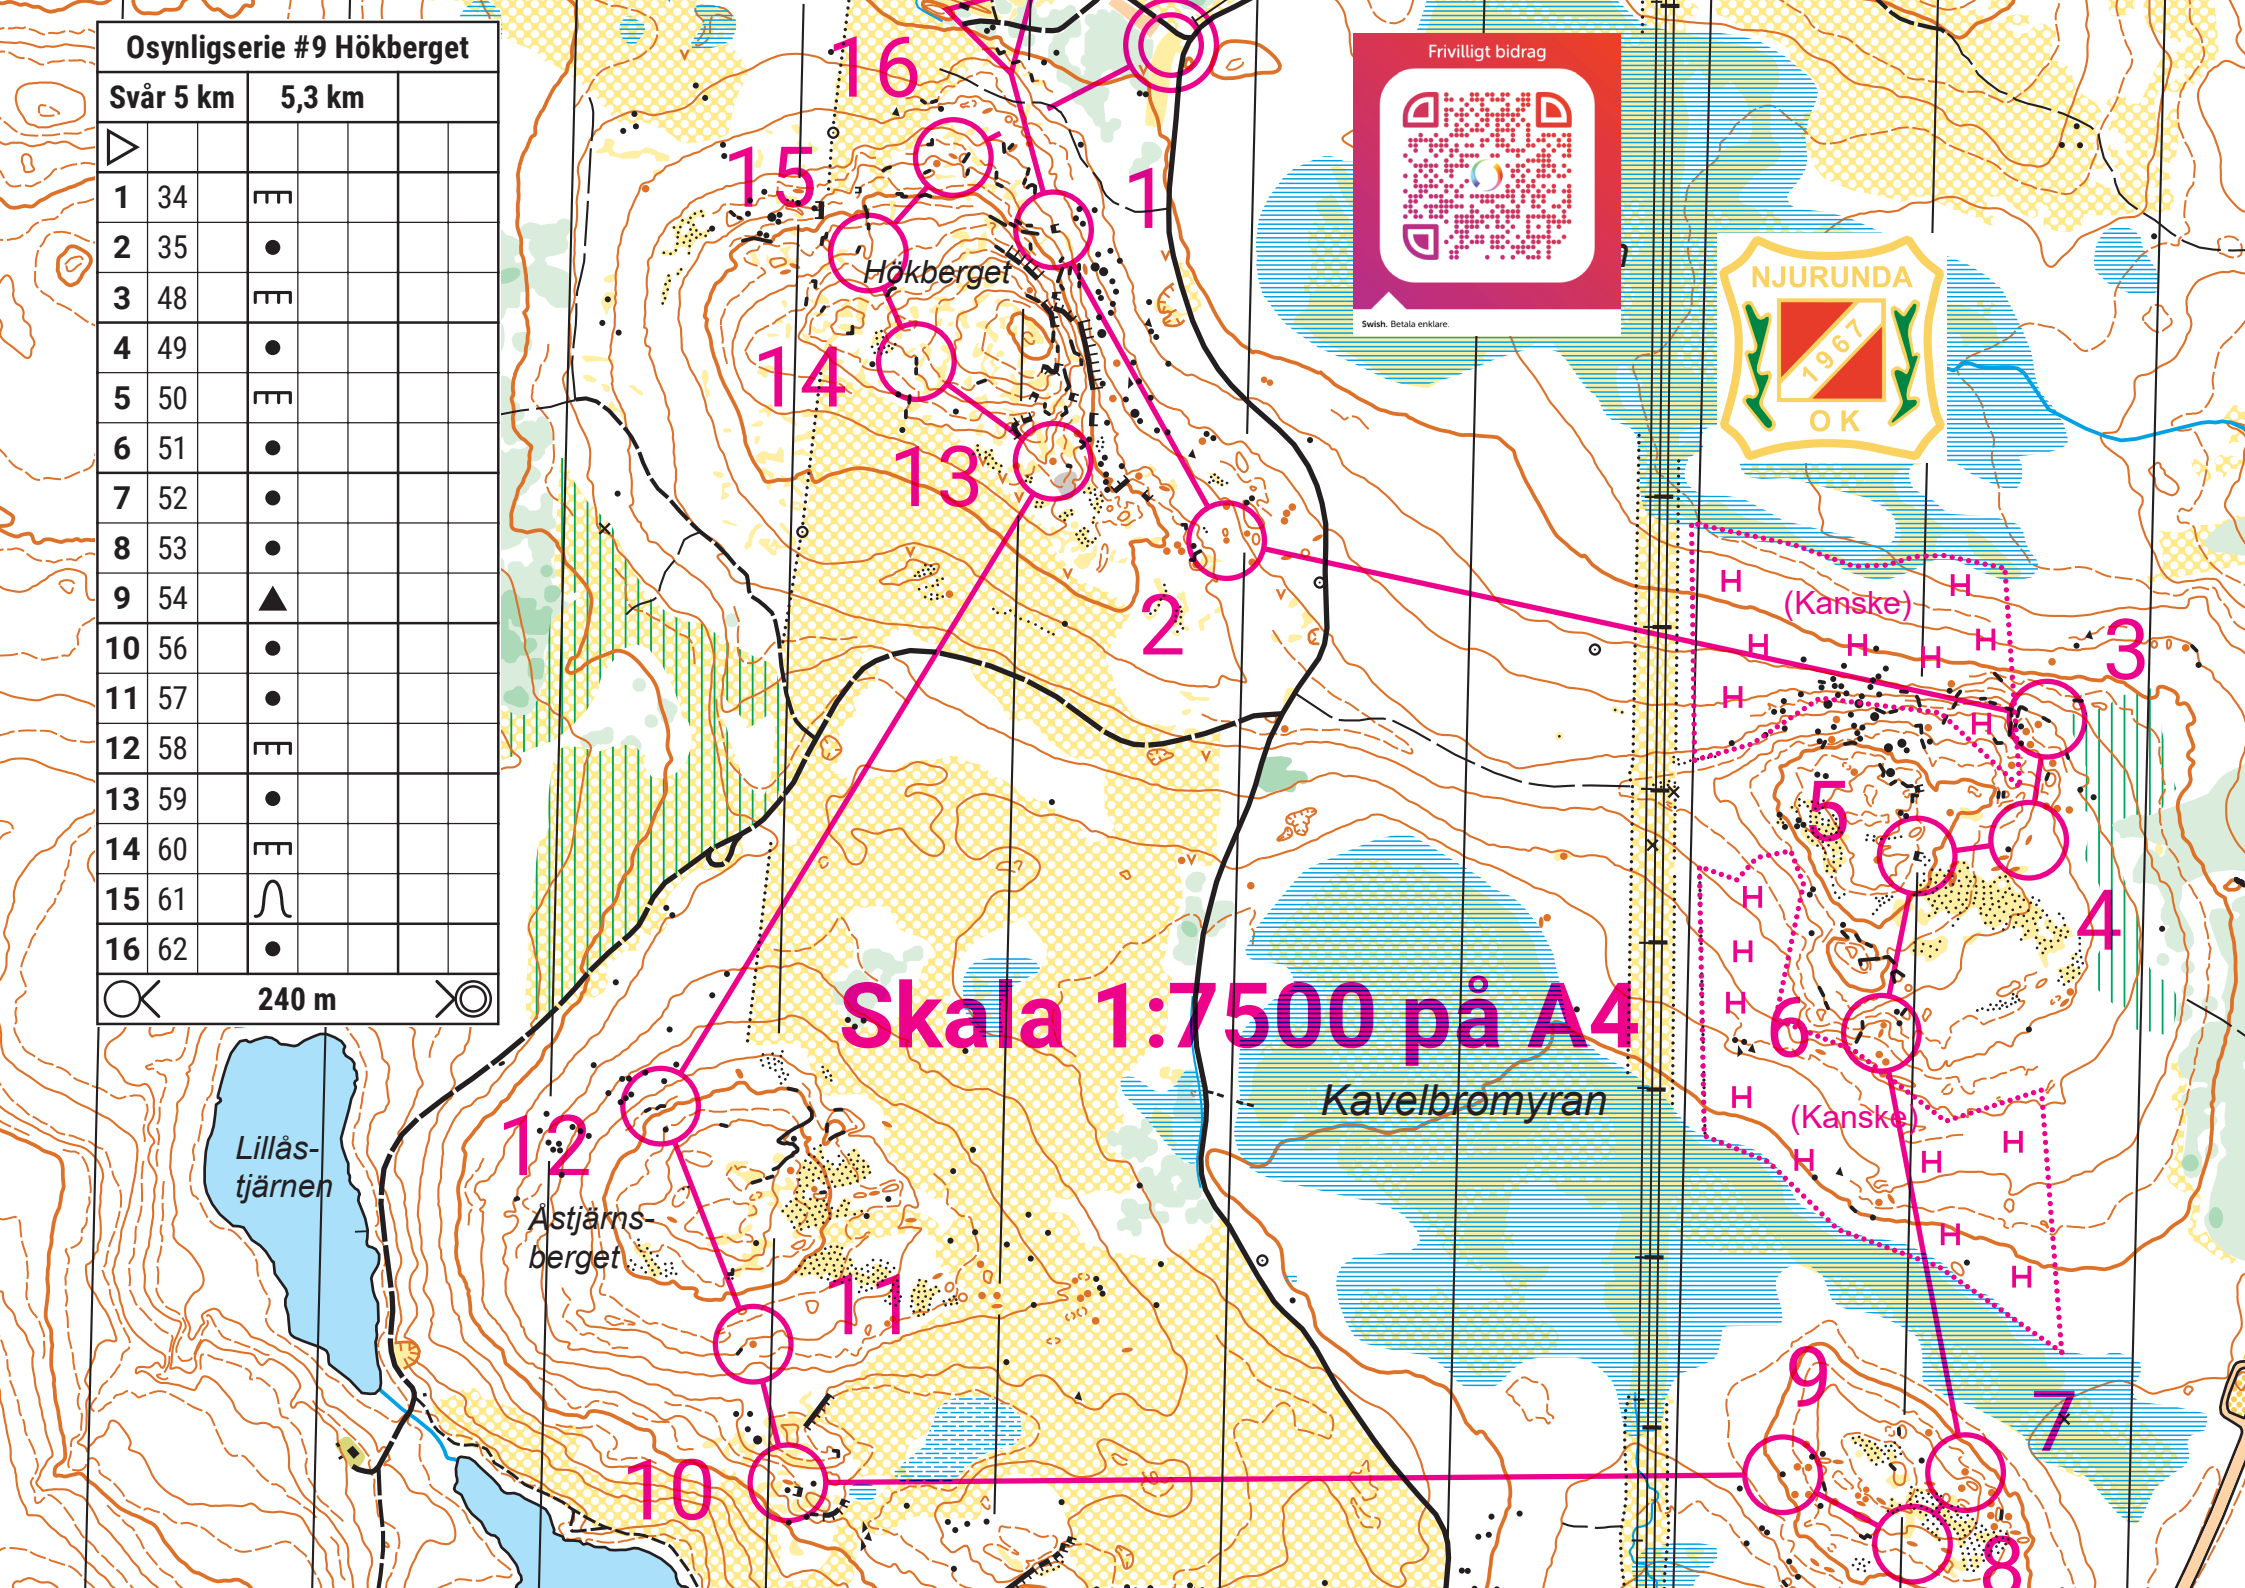 Osynligserie #9 Hökberget
Svår 5 km 5,3 km
1 34
2 35
3 48
4 49
5 50
6 51
7 52
8 53
9 54
10 56
11 57
12 58
13 59
14 60
15 61
16 62
240 m
Frivilligt bidrag
Swish. Betala enklare.
NJURUNDA
1967
OK
16
15
1
Hökberget
14
13
2
(Kanske)
H H
H H H H
H H
3
5
4
H
H
H
6
H
(Kanske)
H H H
H
H
Skala 1:7500 på A4
Kavelbromyran
12
Lillås-
tjärnen
Åstjärns-
berget
11
10
9
7
8